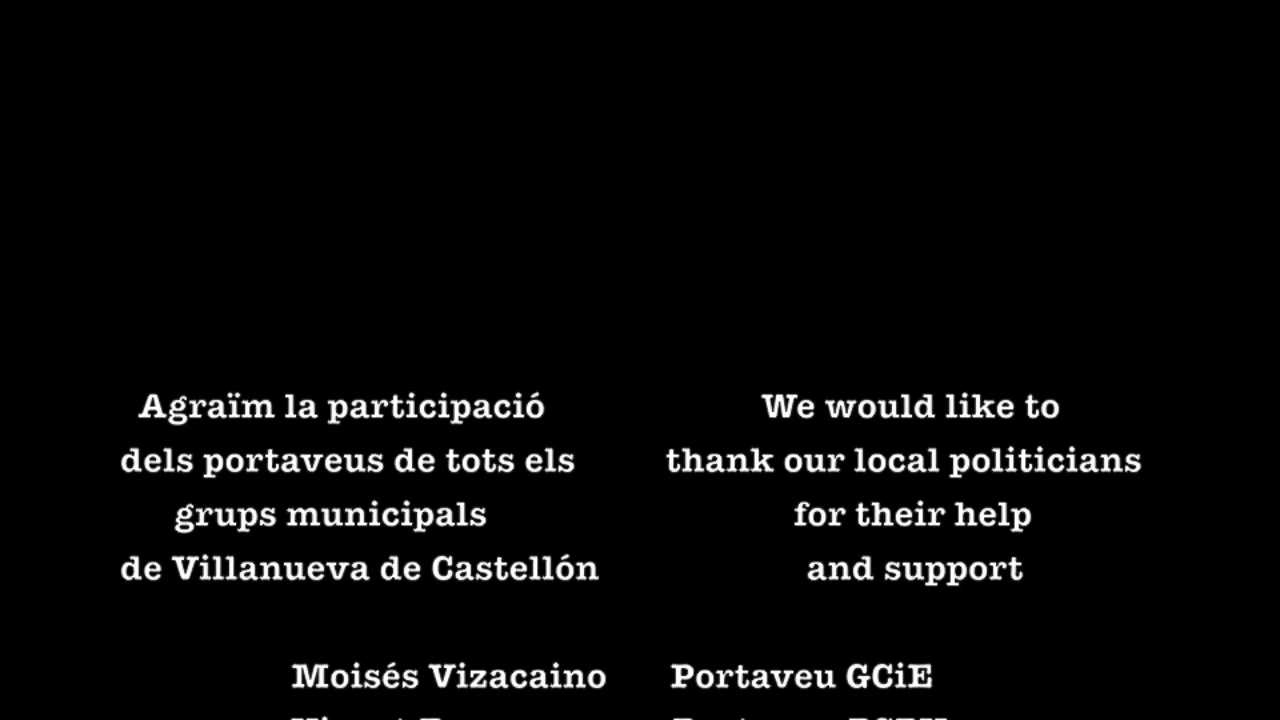 Agraïm la participació
dels portaveus de tots els
grups municipals
de Villanueva de Castellón
We would like to
thank our local politicians
for their help
and support
Moisés Vizacaino Portaveu GCiE